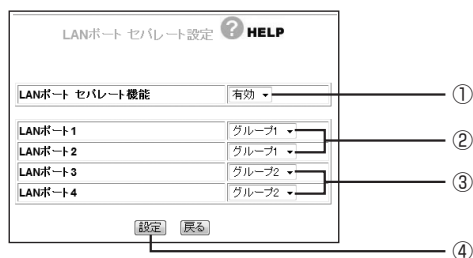 LANポート セパレート設定 ? HELP
LANポート セパレート機能 有効 ①
LANポート1 グループ1
LANポート2 グループ1 ②
LANポート3 グループ2
LANポート4 グループ2 ③
設定 戻る ④